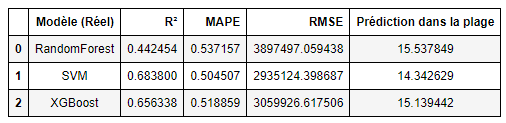 Modèle (Réel) R² MAPE RMSE Prédiction dans la plage
0 RandomForest 0.442454 0.537157 3897497.059438 15.537849
1 SVM 0.683800 0.504507 2935124.398687 14.342629
2 XGBoost 0.656338 0.518859 3059926.617506 15.139442